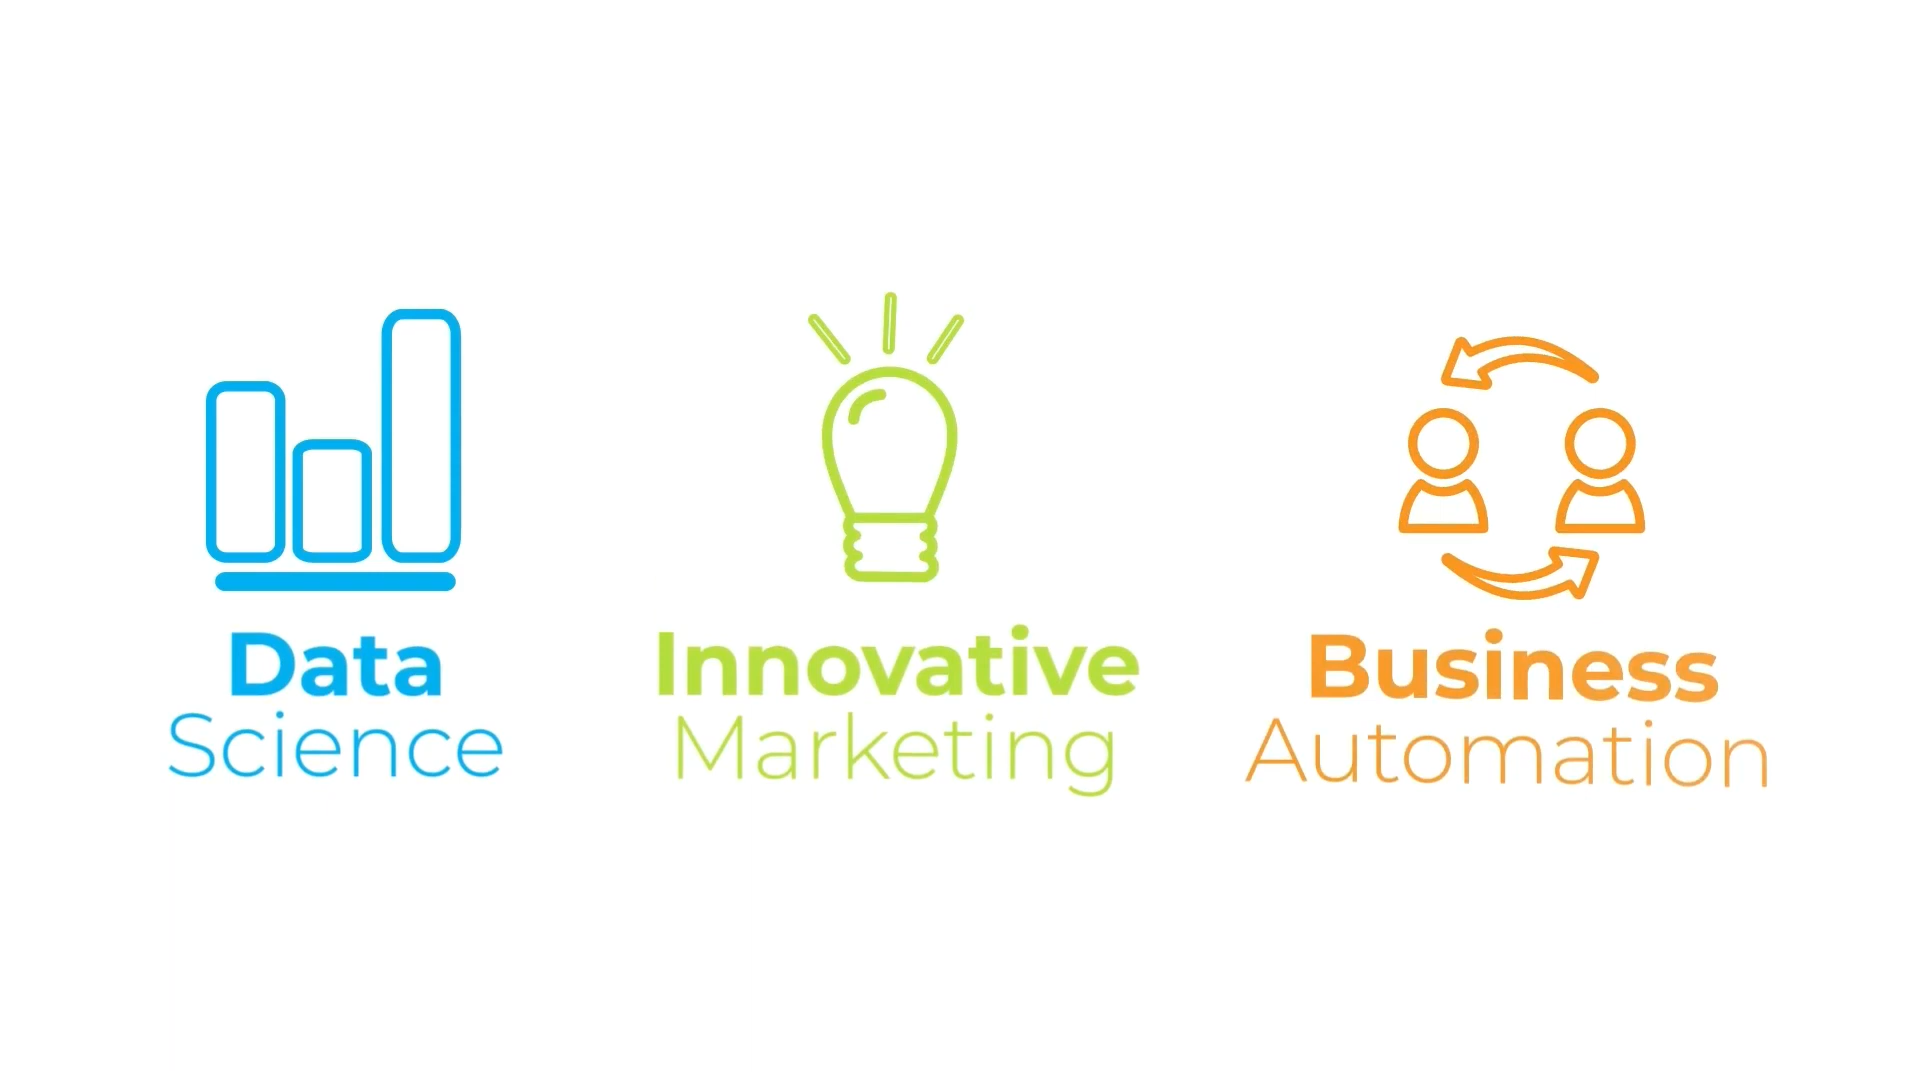 Data
Science
Innovative
Marketing
Business
Automation